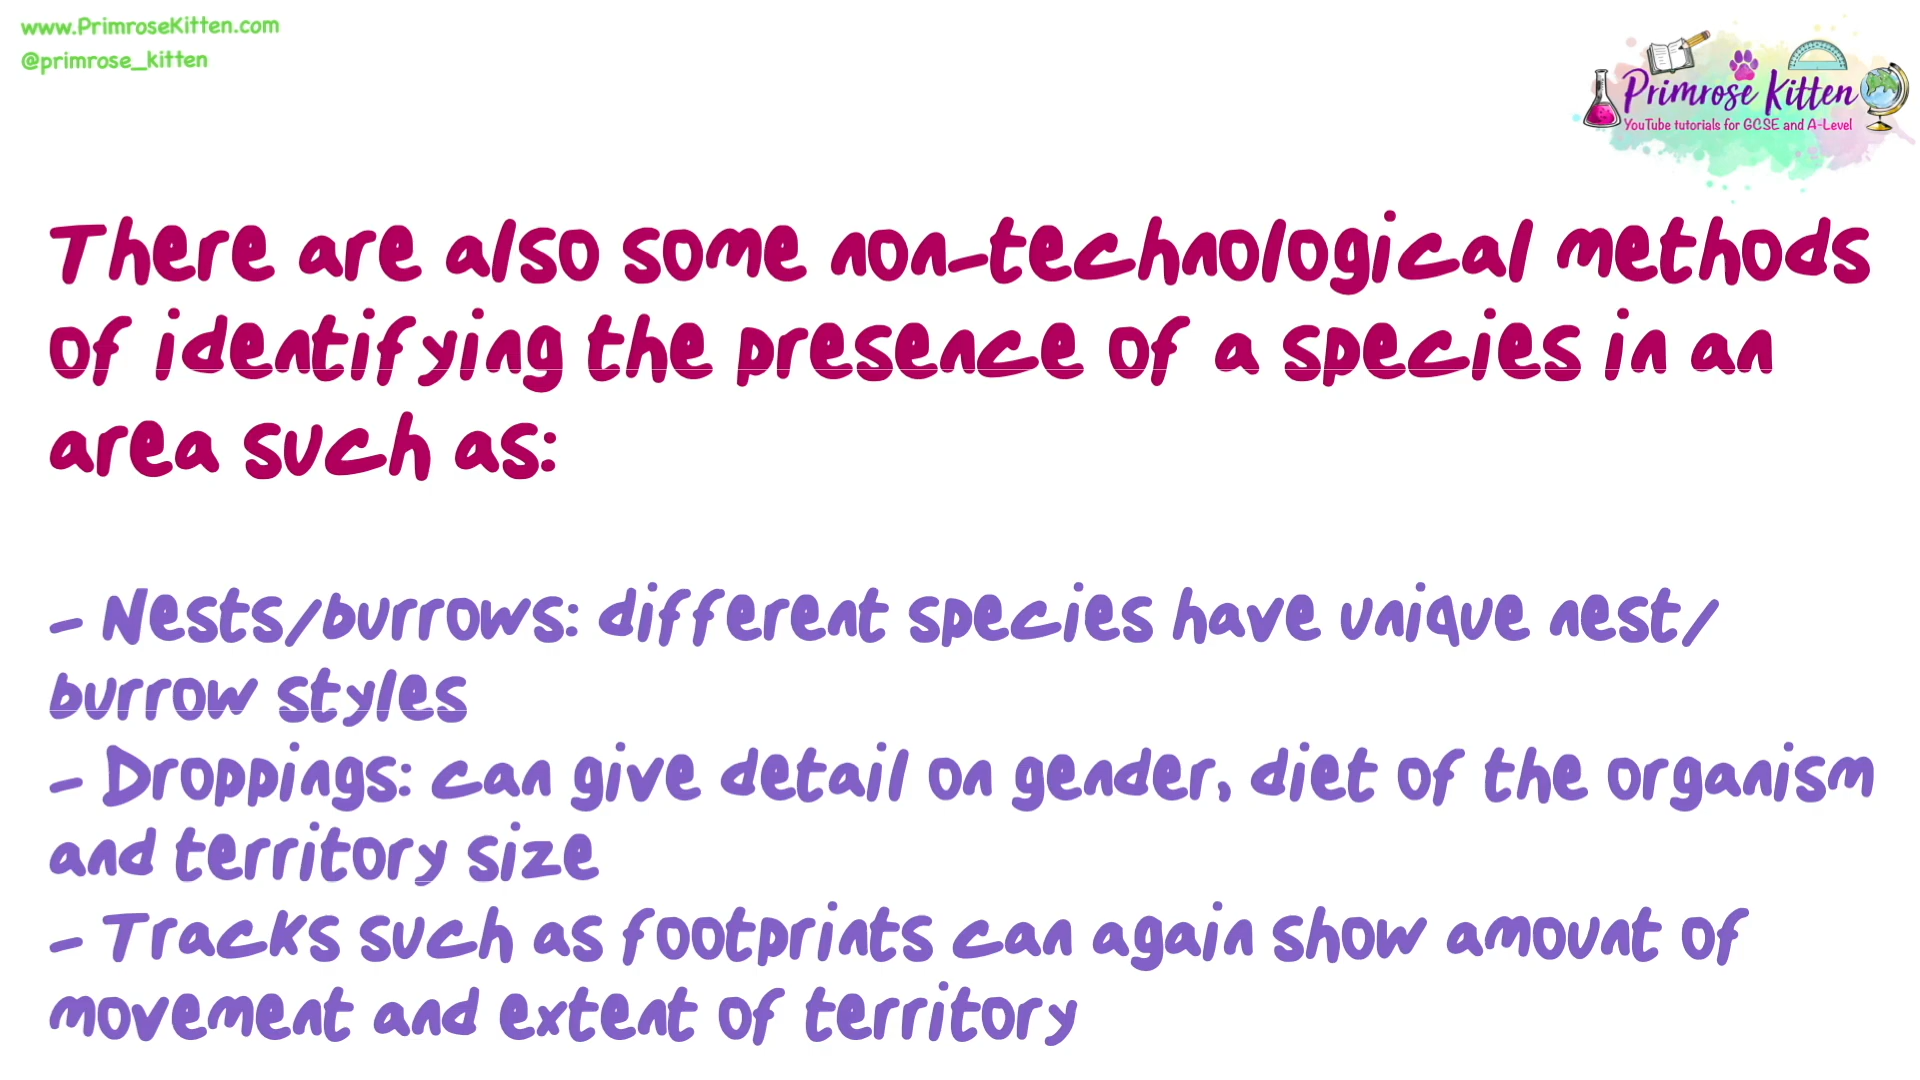 www.PrimroseKitten.com
@primrose_kitten
Primrose Kitten
YouTube tutorials for GCSE and A-Level
There are also some non-technological methods
of identifying the presence of a species in an
area such as:
- Nests/burrows: different species have unique nest/
burrow styles
- Droppings: can give detail on gender, diet of the organism
and territory size
- Tracks such as footprints can again show amount of
movement and extent of territory